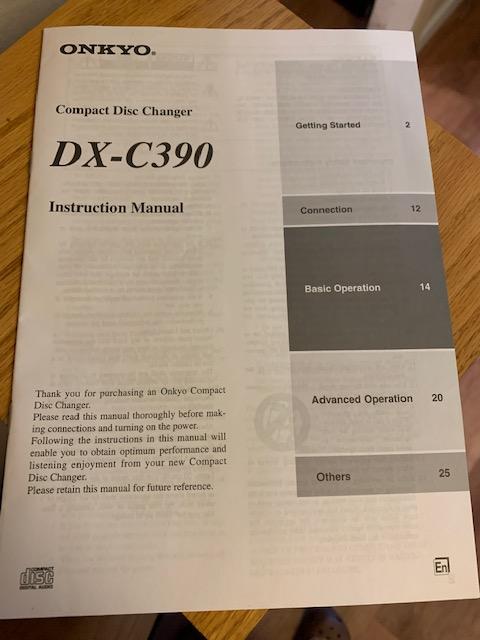 ONKYO®
Compact Disc Changer
DX-C390
Instruction Manual
Getting Started 2
Connection 12
Basic Operation 14
Advanced Operation 20
Others 25
Thank you for purchasing an Onkyo Compact
Disc Changer.
Please read this manual thoroughly before mak-
ing connections and turning on the power.
Following the instructions in this manual will
enable you to obtain optimum performance and
listening enjoyment from your new Compact
Disc Changer.
Please retain this manual for future reference.
COMPACT
disc
DIGITAL AUDIO
En